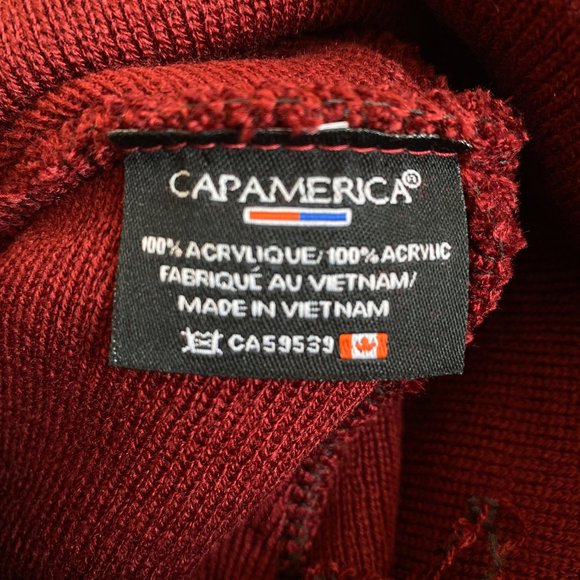 CAPAMERICA®
100% ACRYLIQUE/100% ACRYLIC
FABRIQUÉ AU VIETNAM/
MADE IN VIETNAM
CA59539